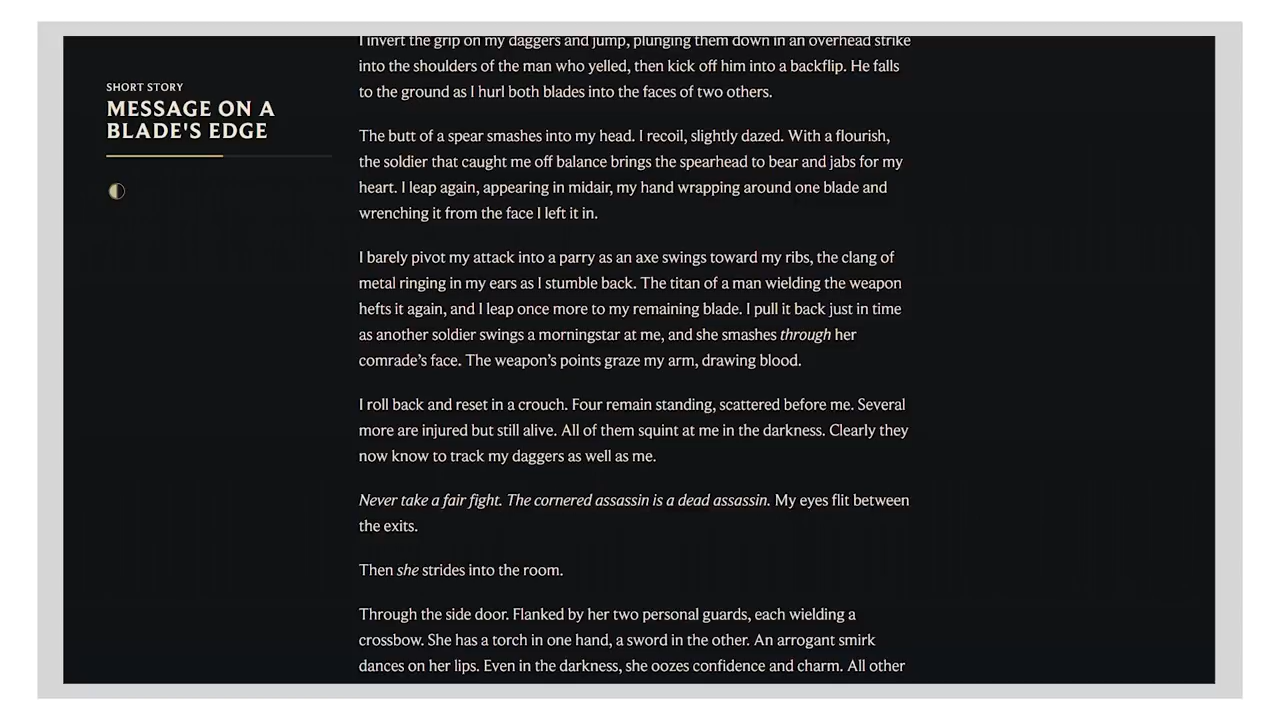 SHORT STORY
MESSAGE ON A
BLADE'S EDGE
I invert the grip on my daggers and jump, plunging them down in an overhead strike
into the shoulders of the man who yelled, then kick off him into a backflip. He falls
to the ground as I hurl both blades into the faces of two others.
The butt of a spear smashes into my head. I recoil, slightly dazed. With a flourish,
the soldier that caught me off balance brings the spearhead to bear and jabs for my
heart. I leap again, appearing in midair, my hand wrapping around one blade and
wrenching it from the face I left it in.
I barely pivot my attack into a parry as an axe swings toward my ribs, the clang of
metal ringing in my ears as I stumble back. The titan of a man wielding the weapon
hefts it again, and I leap once more to my remaining blade. I pull it back just in time
as another soldier swings a morningstar at me, and she smashes through her
comrade’s face. The weapon’s points graze my arm, drawing blood.
I roll back and reset in a crouch. Four remain standing, scattered before me. Several
more are injured but still alive. All of them squint at me in the darkness. Clearly they
now know to track my daggers as well as me.
Never take a fair fight. The cornered assassin is a dead assassin. My eyes flit between
the exits.
Then she strides into the room.
Through the side door. Flanked by her two personal guards, each wielding a
crossbow. She has a torch in one hand, a sword in the other. An arrogant smirk
dances on her lips. Even in the darkness, she oozes confidence and charm. All other